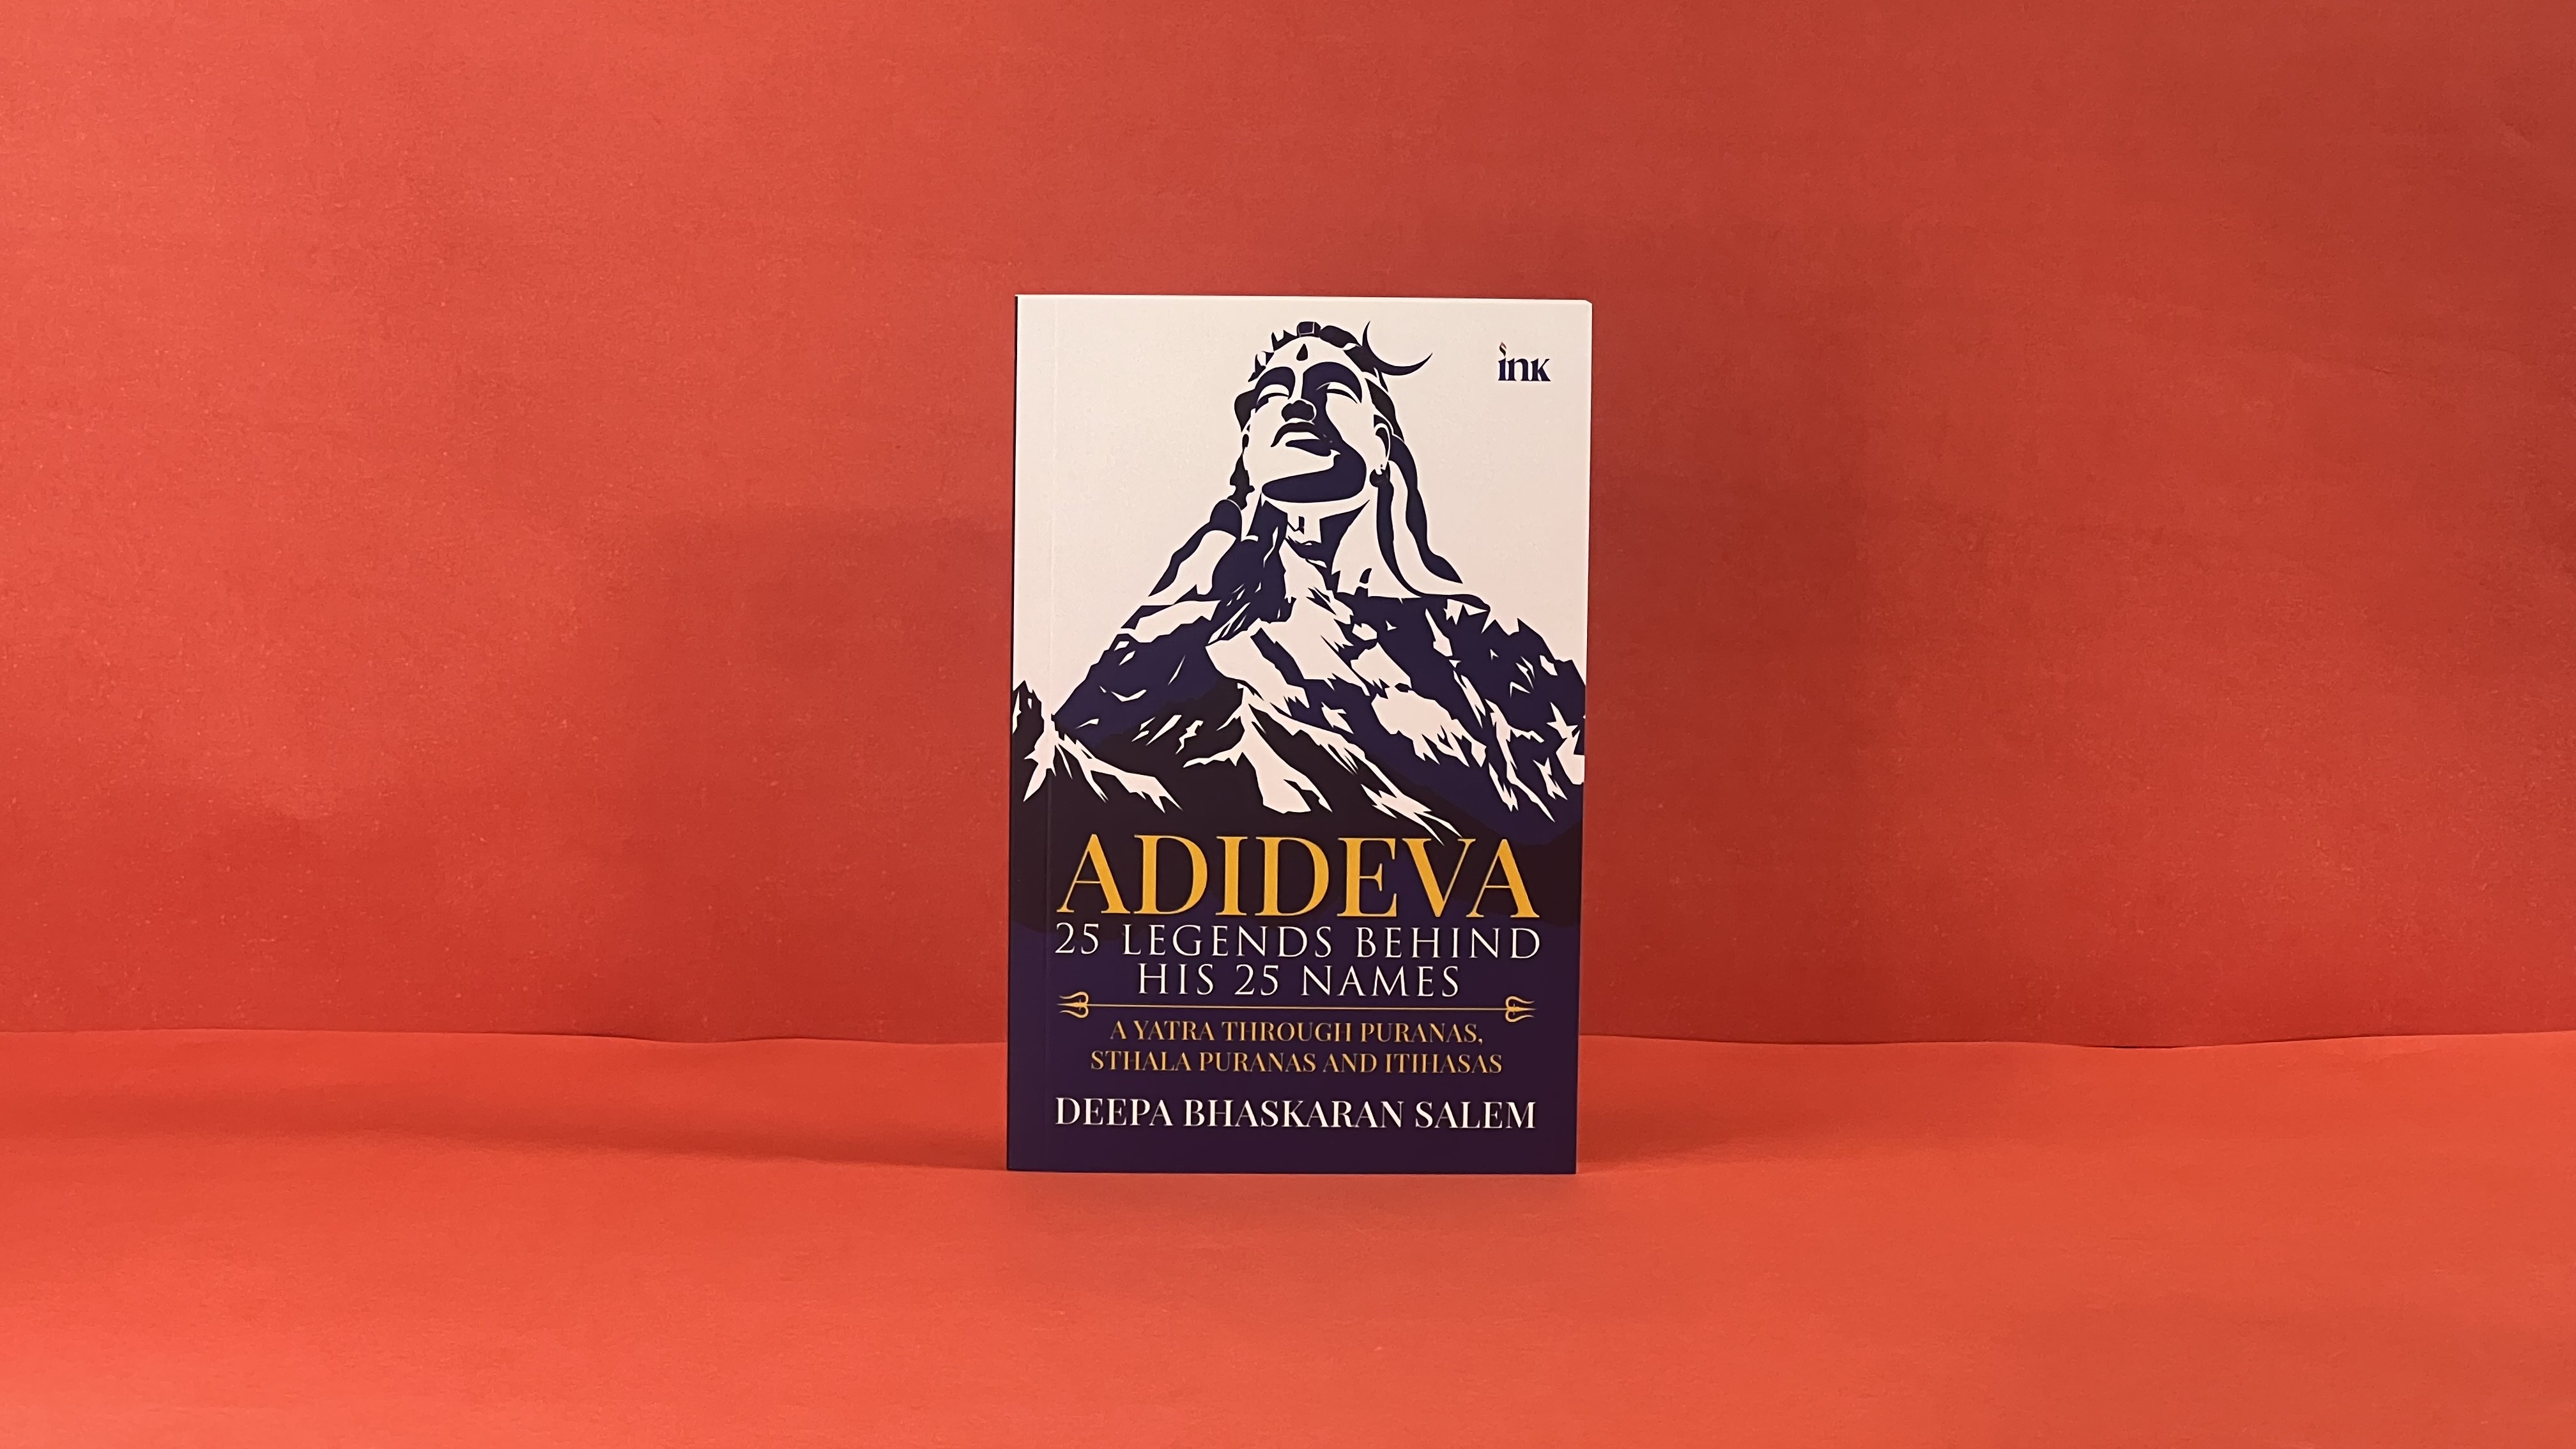 ink
ADIDEVA
25 LEGENDS BEHIND
HIS 25 NAMES
A YATRA THROUGH PURANAS,
STHALA PURANAS AND ITIHASAS
DEEPA BHASKARAN SALEM